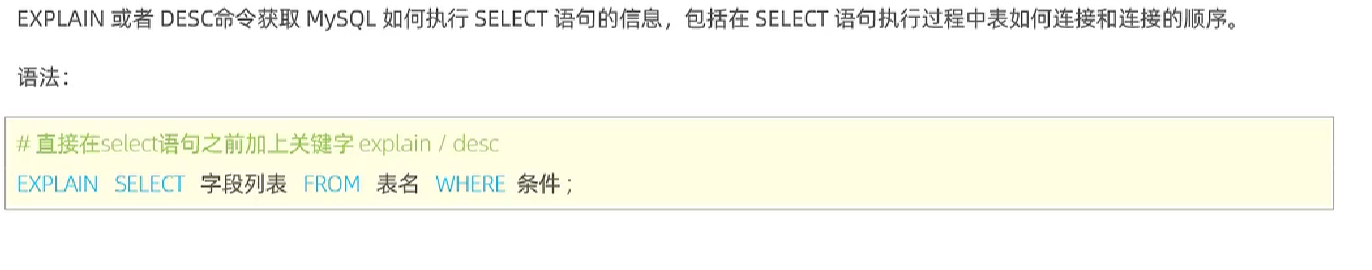 EXPLAIN 或者 DESC命令获取 MySQL 如何执行 SELECT 语句的信息，包括在 SELECT 语句执行过程中表如何连接和连接的顺序。
语法：
# 直接在select语句之前加上关键字 explain / desc
EXPLAIN SELECT 字段列表 FROM 表名 WHERE 条件 ;